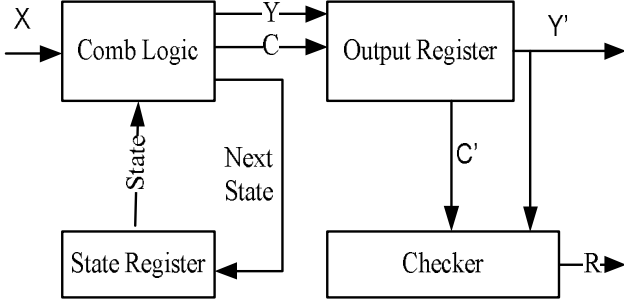 X
Comb Logic
Y
C
Output Register
Y’
State
Next
State
C’
State Register
Checker
R